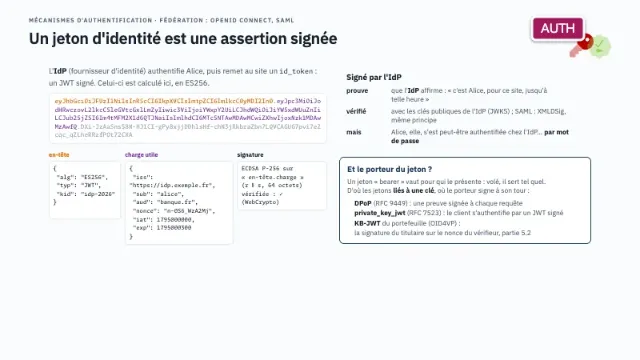 MÉCANISMES D'AUTHENTIFICATION · FÉDÉRATION : OPENID CONNECT, SAML
AUTH
Un jeton d'identité est une assertion signée
L'IdP (fournisseur d'identité) authentifie Alice, puis remet au site un id_token :
un JWT signé. Celui-ci est calculé ici, en ES256.
en-tête
{
"alg": "ES256",
"typ": "JWT",
"kid": "idp-2026"
}
charge utile
{
"iss":
"https://idp.exemple.fr",
"sub": "alice",
"aud": "banque.fr",
"nonce": "n-0S6_WzA2Mj",
"iat": 1795000000,
"exp": 1795000300
}
signature
ECDSA P-256 sur
« en-tête.charge »
(r ‖ s, 64 octets)
vérifiée : ✓
(WebCrypto)
Signé par l'IdP
prouve que l'IdP affirme : « c'est Alice, pour ce site, jusqu'à
telle heure »
vérifié avec les clés publiques de l'IdP (JWKS) ; SAML : XMLDSig,
même principe
mais Alice, elle, s'est peut-être authentifiée chez l'IdP... par mot
de passe
Et le porteur du jeton ?
Un jeton « bearer » vaut pour qui le présente : volé, il sert tel quel.
D'où les jetons liés à une clé, où le porteur signe à son tour :
DPoP (RFC 9449) : une preuve signée à chaque requête
private_key_jwt (RFC 7523) : le client s'authentifie par un JWT signé
KB-JWT du portefeuille (OID4VP) :
la signature du titulaire sur le nonce du vérifieur, partie 5.2